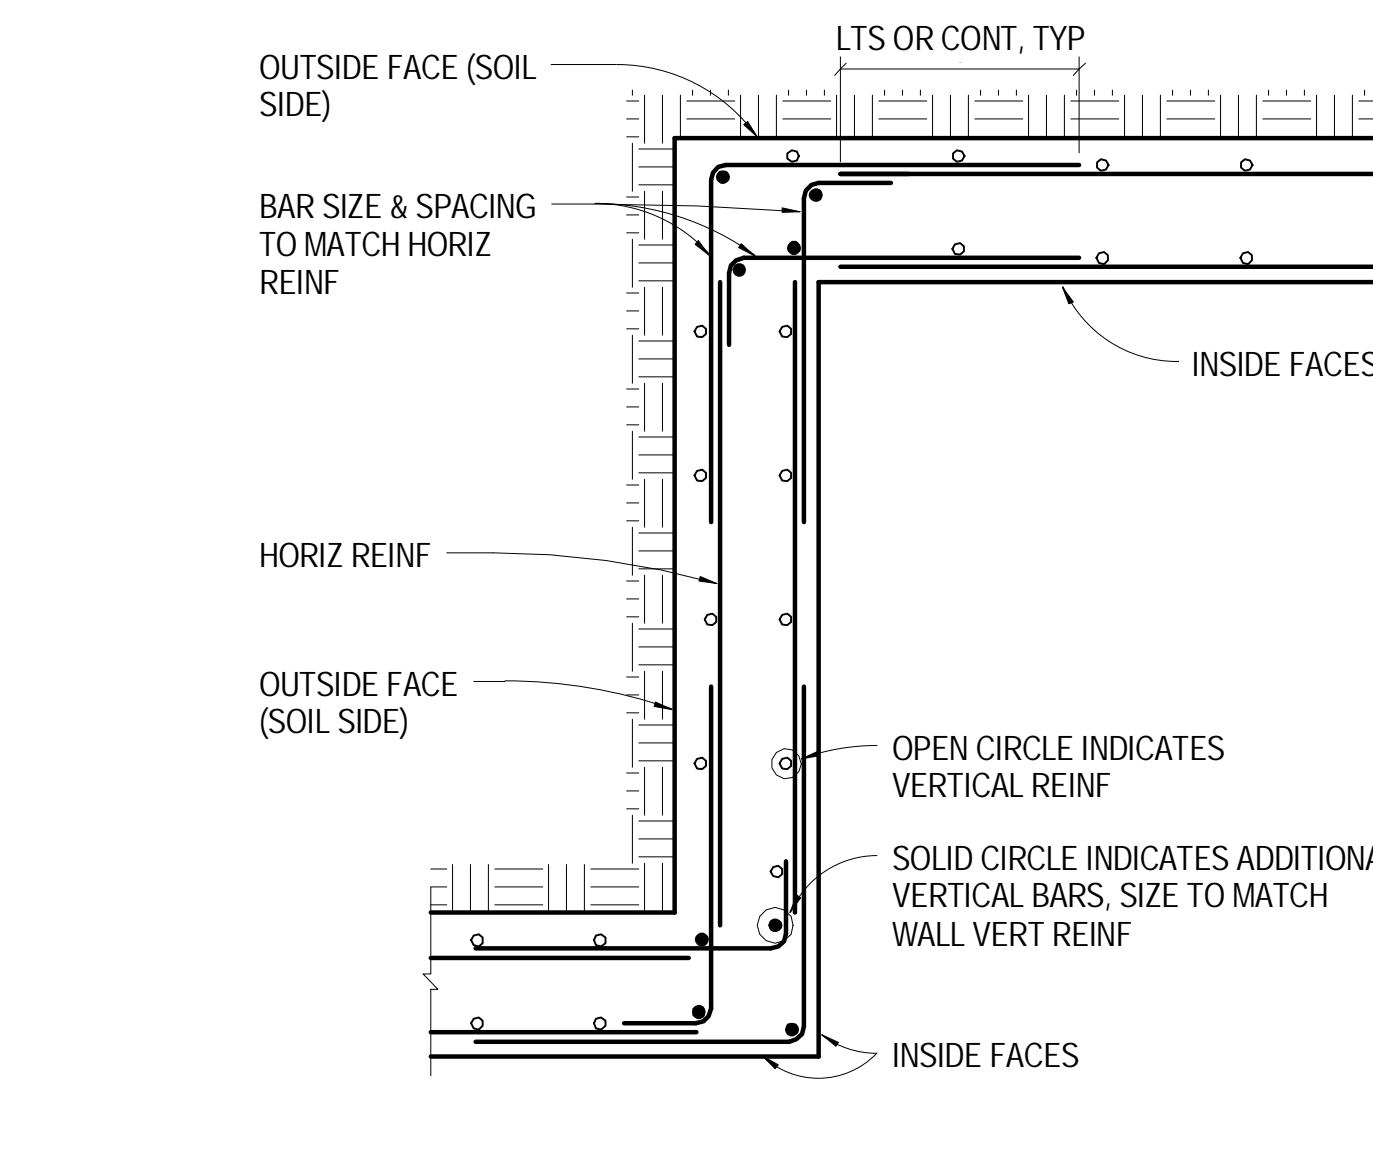 LTS OR CONT, TYP
OUTSIDE FACE (SOIL
SIDE)
BAR SIZE & SPACING
TO MATCH HORIZ
REINF
INSIDE FACES
HORIZ REINF
OUTSIDE FACE
(SOIL SIDE)
OPEN CIRCLE INDICATES
VERTICAL REINF
SOLID CIRCLE INDICATES ADDITIONA
VERTICAL BARS, SIZE TO MATCH
WALL VERT REINF
INSIDE FACES